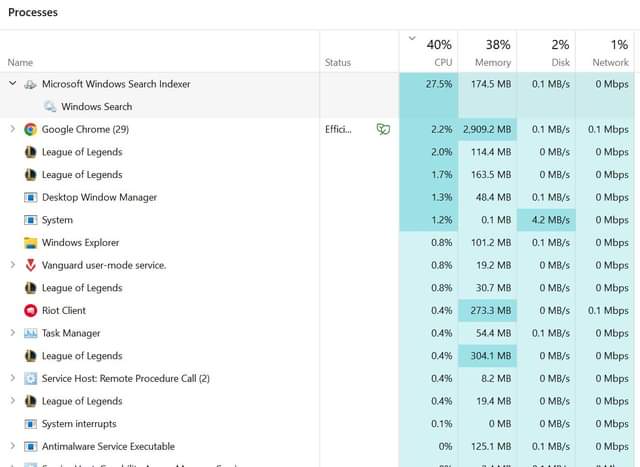 Processes
40% 38% 2% 1%
Name Status CPU Memory Disk Network
Microsoft Windows Search Indexer 27.5% 174.5 MB 0.1 MB/s 0 Mbps
Windows Search
Google Chrome (29) Effici... 2.2% 2,909.2 MB 0.1 MB/s 0.1 Mbps
League of Legends 2.0% 114.4 MB 0 MB/s 0 Mbps
League of Legends 1.7% 163.5 MB 0 MB/s 0 Mbps
Desktop Window Manager 1.3% 48.4 MB 0.1 MB/s 0 Mbps
System 1.2% 0.1 MB 4.2 MB/s 0 Mbps
Windows Explorer 0.8% 101.2 MB 0.1 MB/s 0 Mbps
Vanguard user-mode service. 0.8% 19.2 MB 0 MB/s 0 Mbps
League of Legends 0.8% 30.7 MB 0 MB/s 0 Mbps
Riot Client 0.4% 273.3 MB 0 MB/s 0.1 Mbps
Task Manager 0.4% 54.4 MB 0.1 MB/s 0 Mbps
League of Legends 0.4% 304.1 MB 0 MB/s 0 Mbps
Service Host: Remote Procedure Call (2) 0.4% 8.2 MB 0 MB/s 0 Mbps
League of Legends 0.4% 19.4 MB 0 MB/s 0 Mbps
System interrupts 0.1% 0 MB 0 MB/s 0 Mbps
Antimalware Service Executable 0% 125.1 MB 0.1 MB/s 0 Mbps